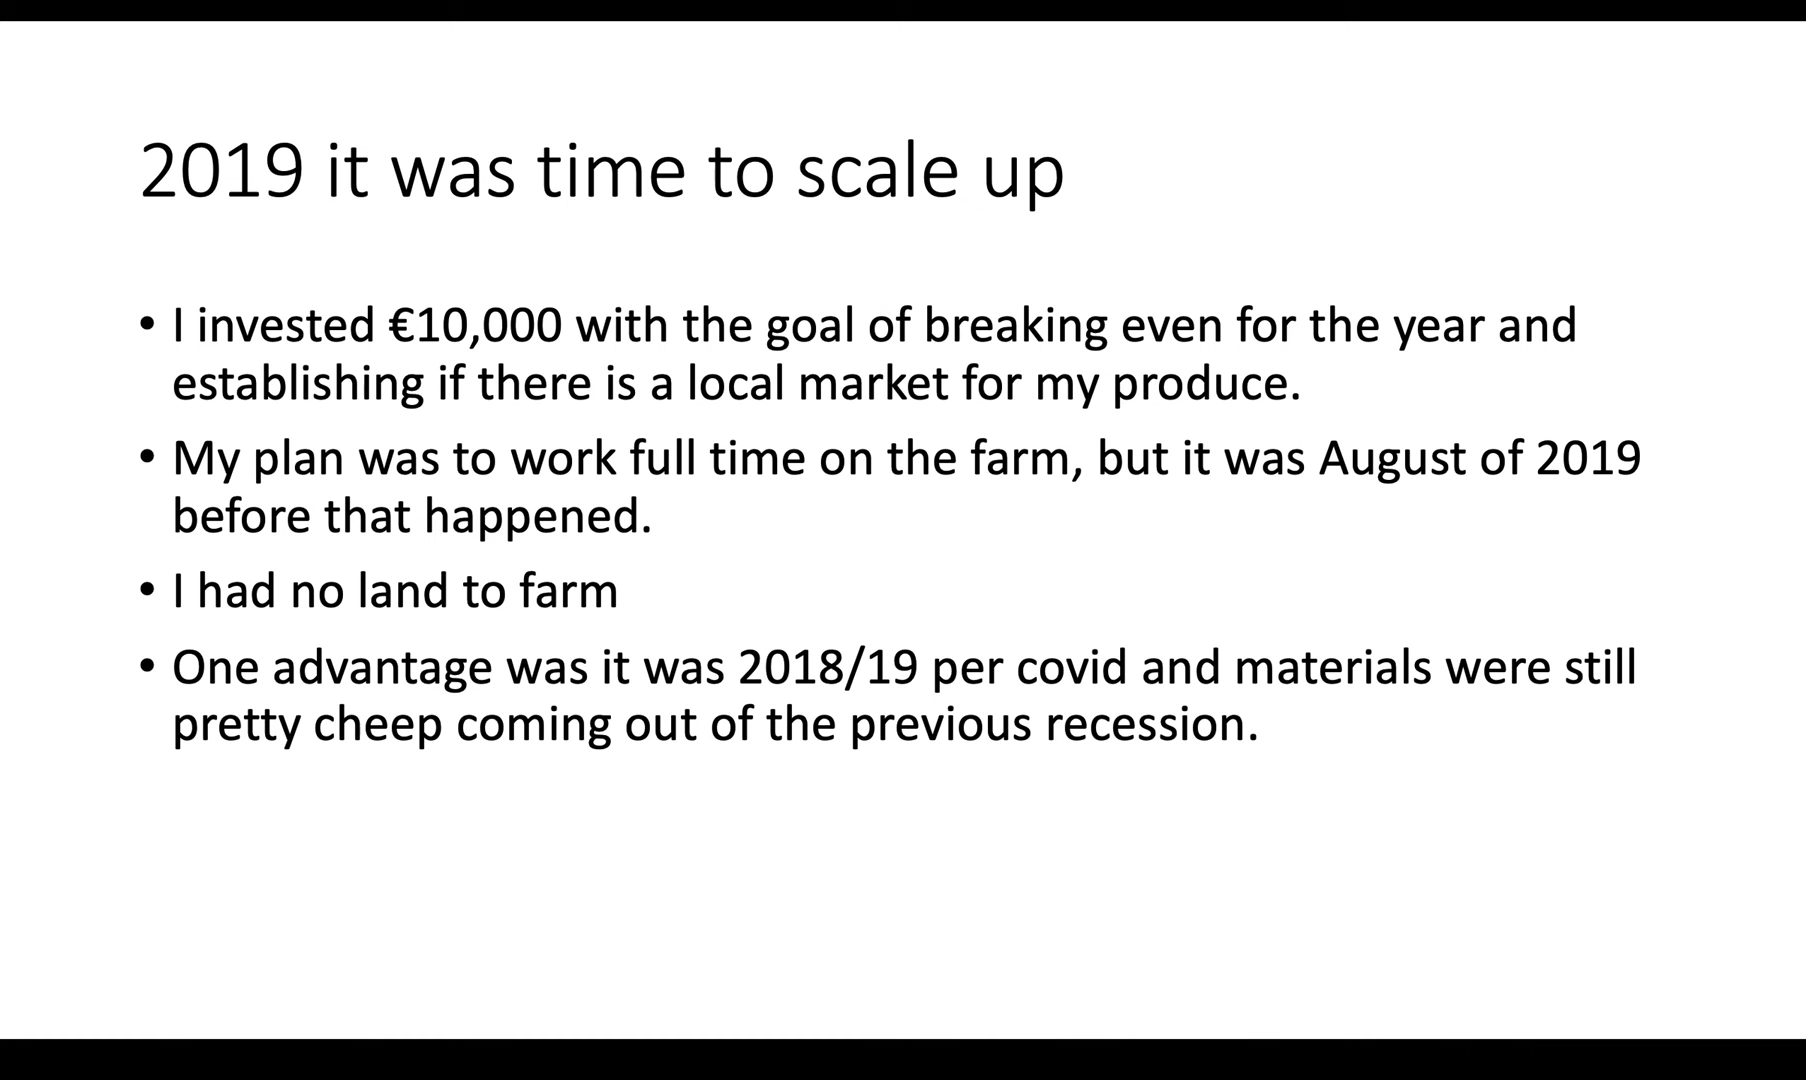 2019 it was time to scale up
• I invested €10,000 with the goal of breaking even for the year and
establishing if there is a local market for my produce.
• My plan was to work full time on the farm, but it was August of 2019
before that happened.
• I had no land to farm
• One advantage was it was 2018/19 per covid and materials were still
pretty cheep coming out of the previous recession.